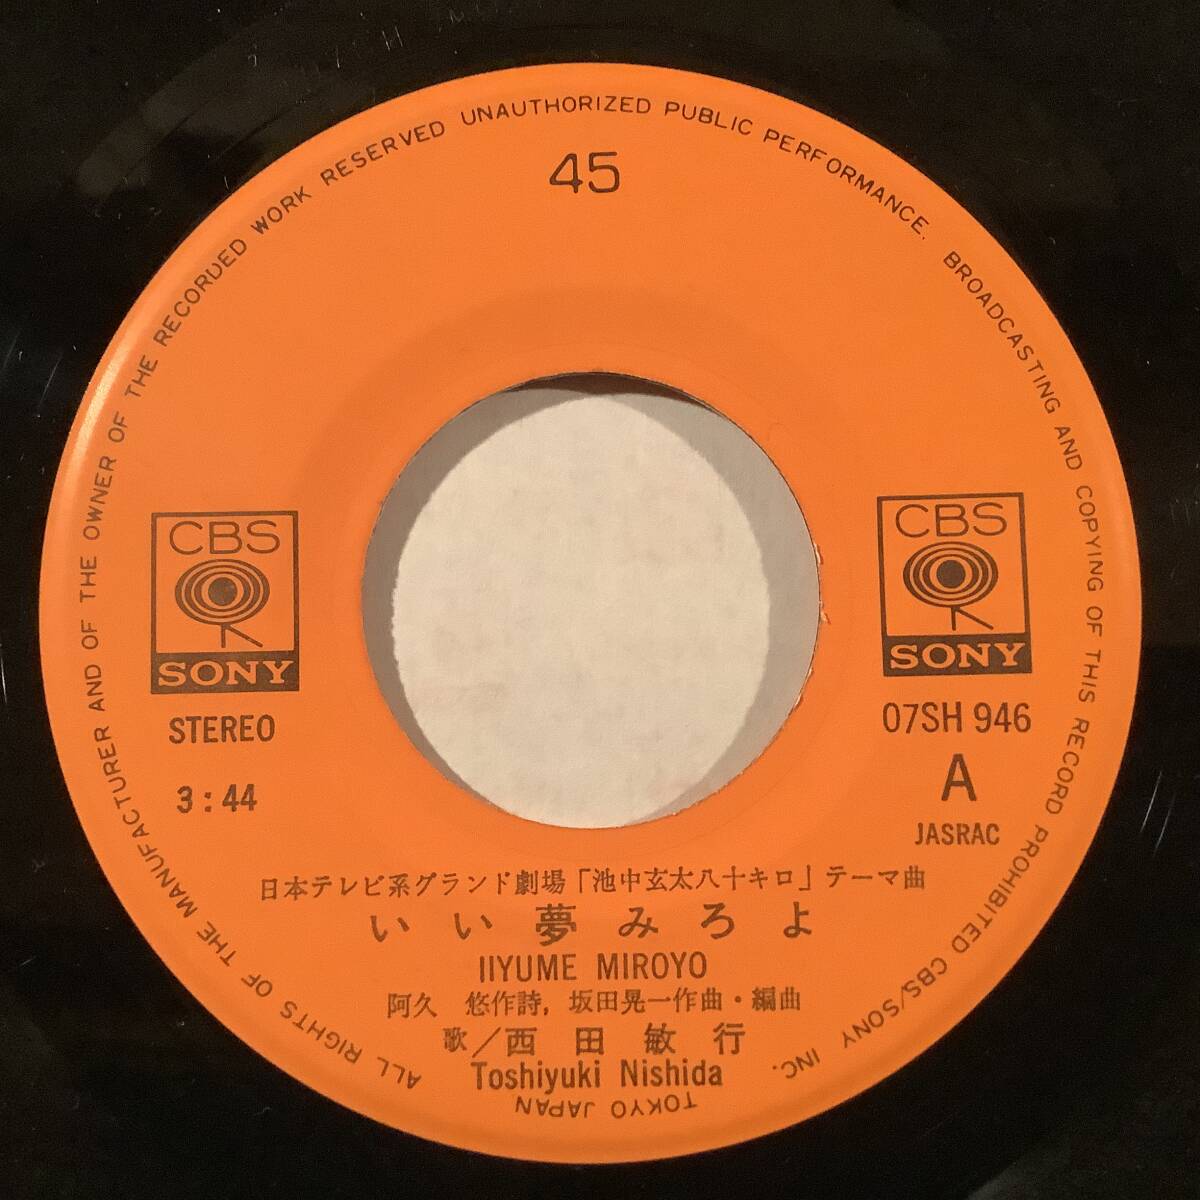 ALL RIGHTS OF THE MANUFACTURER AND OF THE OWNER OF THE RECORDED WORK RESERVED UNAUTHORIZED PUBLIC PERFORMANCE. BROADCASTING AND COPYING OF THIS RECORD PROHIBITED CBS/SONY INC.
TOKYO JAPAN
45
CBS
SONY
STEREO
3:44
CBS
SONY
07SH 946
A
JASRAC
日本テレビ系グランド劇場「池中玄太八十キロ」テーマ曲
いい夢みろよ
IIYUME MIROYO
阿久 悠作詩, 坂田晃一作曲・編曲
歌/西田敏行
Toshiyuki Nishida